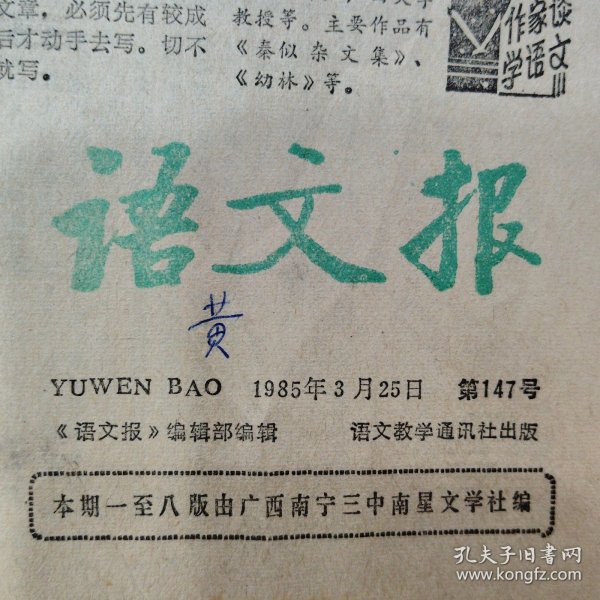 文章，必须先有较成
后才动手去写。切不
就写。
教授等。主要作品有
《秦似杂文集》、
《幼林》等。
作家谈
学语文
语文报
黄
YUWEN BAO 1985年3月25日 第147号
《语文报》编辑部编辑 语文教学通讯社出版
本期一至八版由广西南宁三中南星文学社编
孔夫子旧书网
www.kongfz.com